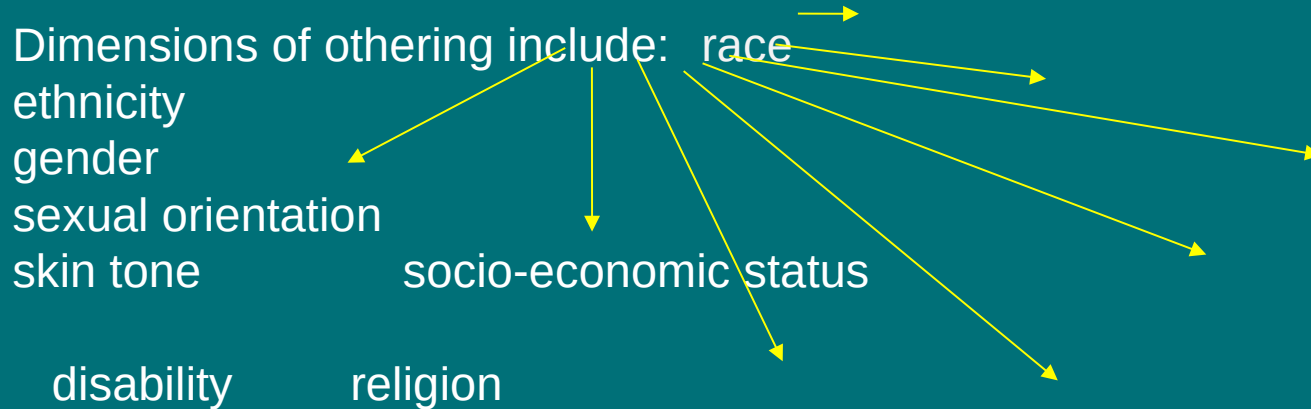 Dimensions of othering include: race
ethnicity
gender
sexual orientation
skin tone socio-economic status
disability religion